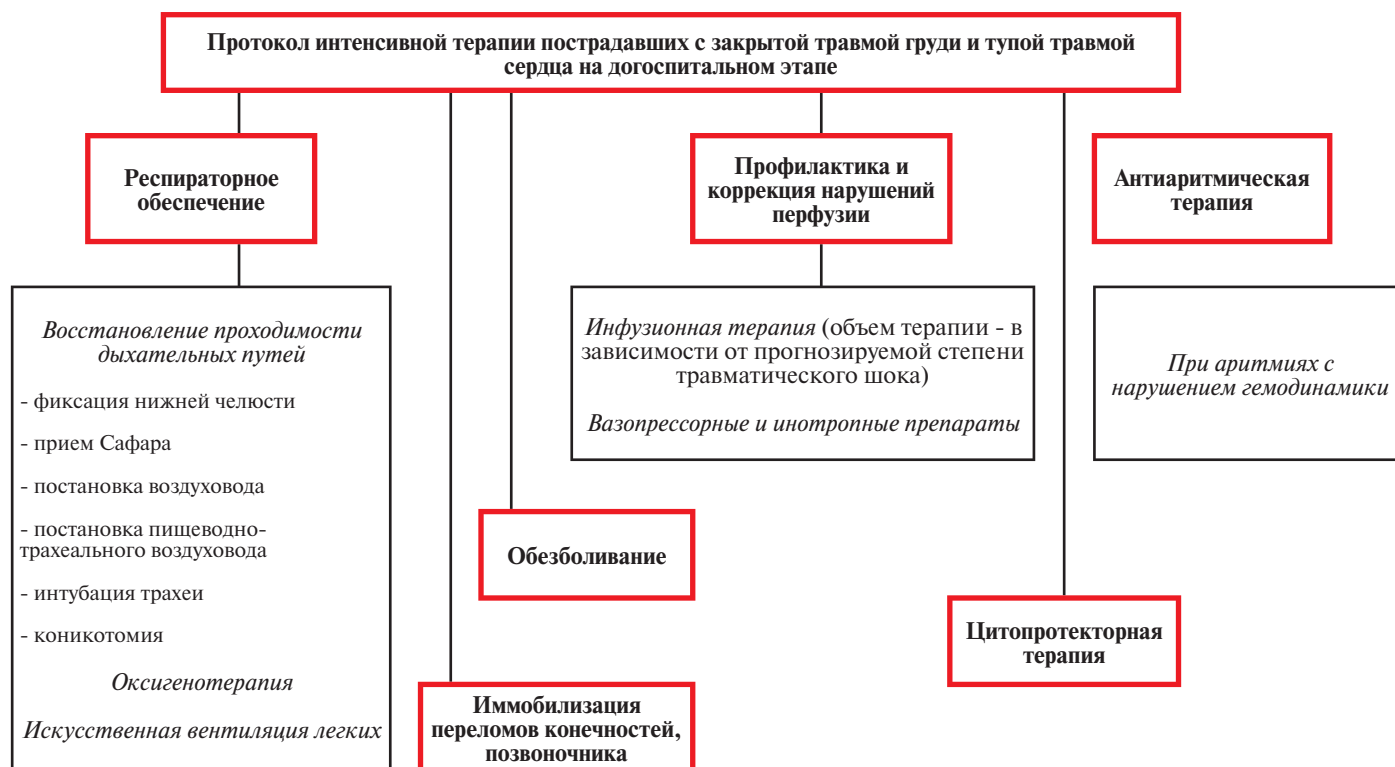 Протокол интенсивной терапии пострадавших с закрытой травмой груди и тупой травмой
сердца на догоспитальном этапе
Респираторное
обеспечение
Профилактика и
коррекция нарушений
перфузии
Антиаритмическая
терапия
Восстановление проходимости
дыхательных путей
- фиксация нижней челюсти
- прием Сафара
- постановка воздуховода
- постановка пищеводно-
трахеального воздуховода
- интубация трахеи
- коникотомия
Оксигенотерапия
Искусственная вентиляция легких
Инфузионная терапия (объем терапии - в
зависимости от прогнозируемой степени
травматического шока)
Вазопрессорные и инотропные препараты
При аритмиях с
нарушением гемодинамики
Обезболивание
Цитопротекторная
терапия
Иммобилизация
переломов конечностей,
позвоночника